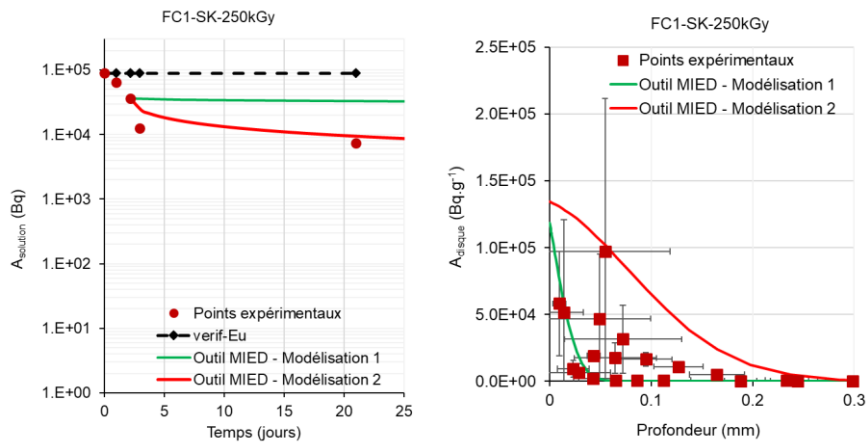 FC1-SK-250kGy
1.E+05
1.E+04
1.E+03
1.E+02
1.E+01
1.E+00
A solution (Bq)
Points expérimentaux
verif-Eu
Outil MIED - Modélisation 1
Outil MIED - Modélisation 2
0 5 10 15 20 25
Temps (jours)
FC1-SK-250kGy
2.5E+05
2.0E+05
1.5E+05
1.0E+05
5.0E+04
0.0E+00
A disque (Bq.g⁻¹)
Points expérimentaux
Outil MIED - Modélisation 1
Outil MIED - Modélisation 2
0 0.1 0.2 0.3
Profondeur (mm)